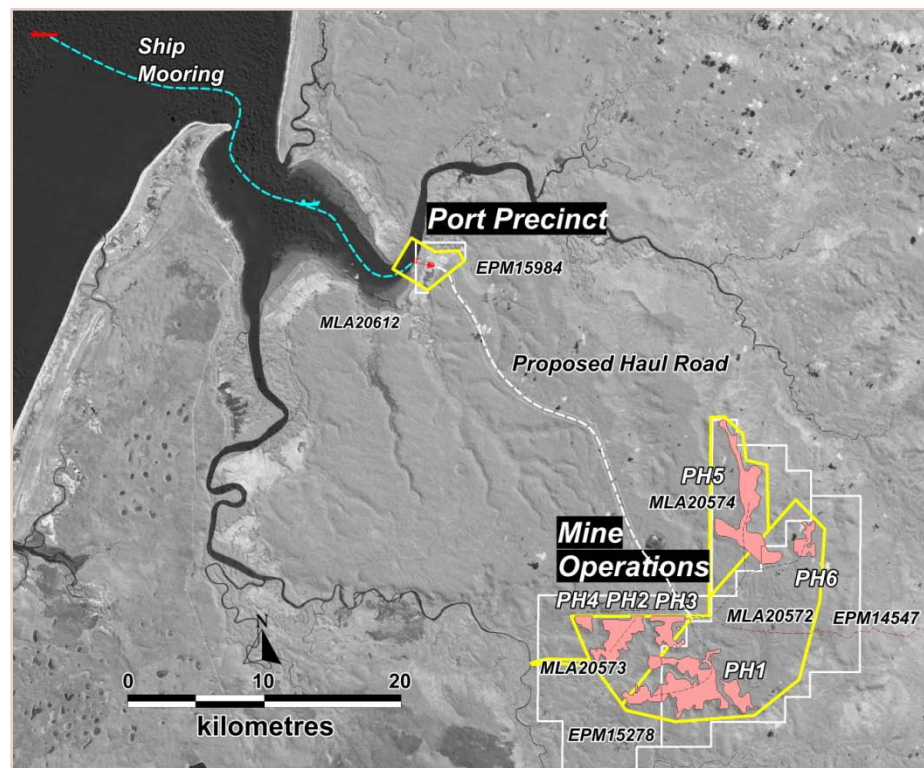 Ship
Mooring
Port Precinct
EPM15984
MLA20612
Proposed Haul Road
PH5
MLA20574
Mine
Operations
PH6
PH4 PH2 PH3
MLA20572
EPM14547
N
MLA20573
PH1
0 10 20
kilometres
EPM15278